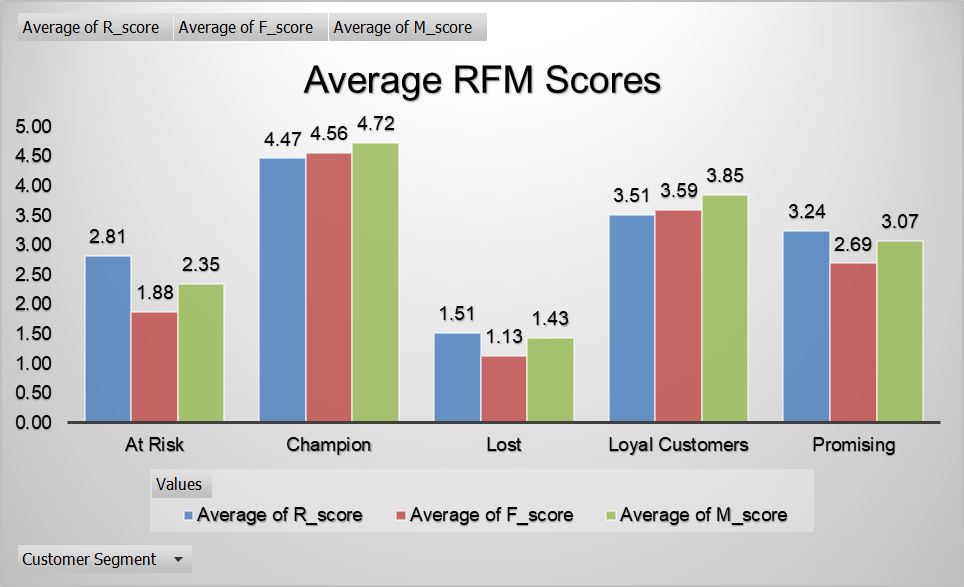 Average of R_score Average of F_score Average of M_score
Average RFM Scores
5.00
4.50
4.00
3.50
3.00
2.50
2.00
1.50
1.00
0.50
0.00
2.81 1.88 2.35
4.47 4.56 4.72
1.51 1.13 1.43
3.51 3.59 3.85
3.24 2.69 3.07
At Risk Champion Lost Loyal Customers Promising
Values
Average of R_score Average of F_score Average of M_score
Customer Segment